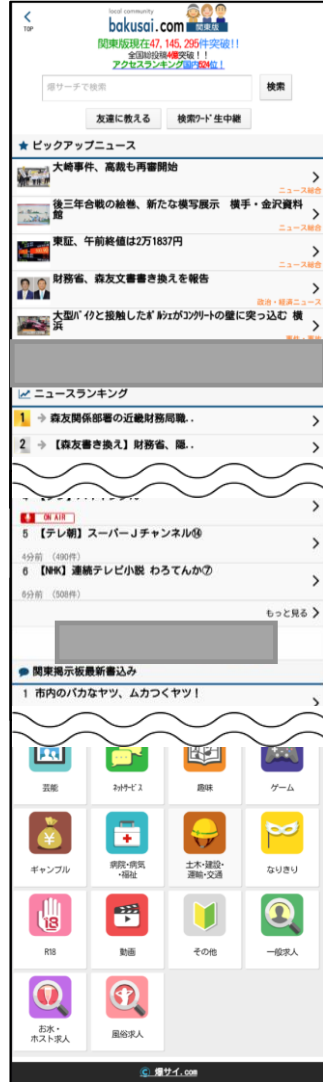 TOP
local community
bakusai.com 関東版
関東版現在47,145,295件突破!!
全国総投稿4億突破!!
アクセスランキング国内624位!
爆サーチで検索
検索
友達に教える
検索ワード生中継
★ピックアップニュース
大崎事件、高裁も再審開始
ニュース総合
後三年合戦の絵巻、新たな模写展示 横手・金沢資料館
ニュース総合
東証、午前終値は2万1837円
ニュース総合
財務省、森友文書書き換えを報告
政治・経済ニュース
大型バイクと接触したポルシェがコンクリートの壁に突っ込む 横浜
ニュースランキング
1 → 森友関係部署の近畿財務局職..
2 → 【森友書き換え】財務省、隠..
ON AIR
5 【テレ朝】スーパーJチャンネル⑭
4分前 (490件)
6 【NHK】連続テレビ小説 わろてんか⑦
6分前 (508件)
もっと見る
関東掲示板最新書込み
1 市内のバカなヤツ、ムカつくヤツ!
芸能
ネットサービス
趣味
ゲーム
¥
ギャンブル
病院・病気・福祉
土木・建設・運輸・交通
なりきり
18
R18
動画
その他
一般求人
お水・ホスト求人
風俗求人
© 爆サイ.com